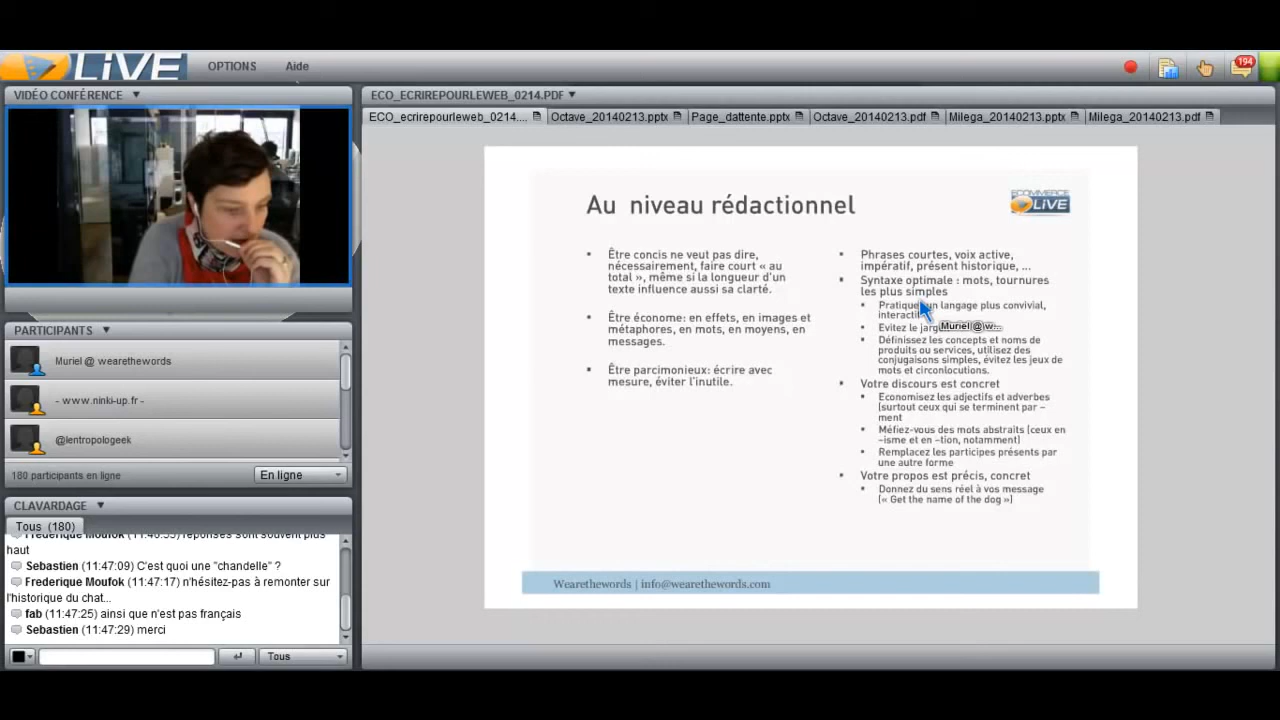 LIVE
OPTIONS
Aide
194
VIDÉO CONFÉRENCE
PARTICIPANTS
Muriel @ wearethewords
- www.ninki-up.fr -
@lentropologeek
180 participants en ligne
En ligne
CLAVARDAGE
Tous (180)
Frederique Moufok réponses sont souvent plus
haut
Sebastien (11:47:09) C'est quoi une "chandelle" ?
Frederique Moufok (11:47:17) n'hésitez-pas à remonter sur
l'historique du chat...
fab (11:47:25) ainsi que n'est pas français
Sebastien (11:47:29) merci
Tous
ECO_ECRIREPOURLEWEB_0214.PDF
ECO_ecrirepourleweb_0214....
Octave_20140213.pptx
Page_dattente.pptx
Octave_20140213.pdf
Milega_20140213.pptx
Milega_20140213.pdf
Au niveau rédactionnel
ECOMMERCE
LIVE
Être concis ne veut pas dire,
nécessairement, faire court « au
total », même si la longueur d'un
texte influence aussi sa clarté.
Être économe: en effets, en images et
métaphores, en mots, en moyens, en
messages.
Être parcimonieux: écrire avec
mesure, éviter l'inutile.
Phrases courtes, voix active,
impératif, présent historique, ...
Syntaxe optimale : mots, tournures
les plus simples
Pratique un langage plus convivial,
interactif
Evitez le
Muriel @ w...
Définissez les concepts et noms de
produits ou services, utilisez des
conjugaisons simples, évitez les jeux de
mots et circonlocutions.
Votre discours est concret
Economisez les adjectifs et adverbes
(surtout ceux qui se terminent par –
ment
Méfiez-vous des mots abstraits (ceux en
–isme et en –tion, notamment)
Remplacez les participes présents par
une autre forme
Votre propos est précis, concret
Donnez du sens réel à vos message
(« Get the name of the dog »)
Wearethewords | info@wearethewords.com